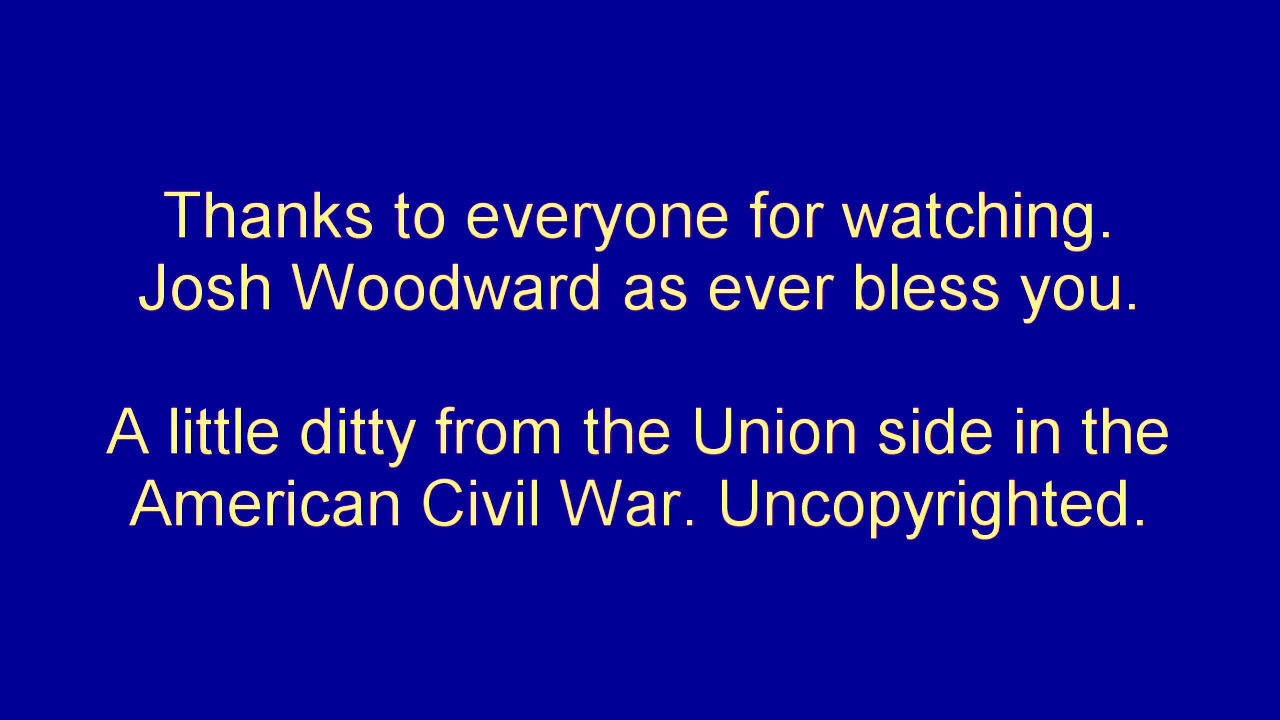 Thanks to everyone for watching.
Josh Woodward as ever bless you.
A little ditty from the Union side in the
American Civil War. Uncopyrighted.